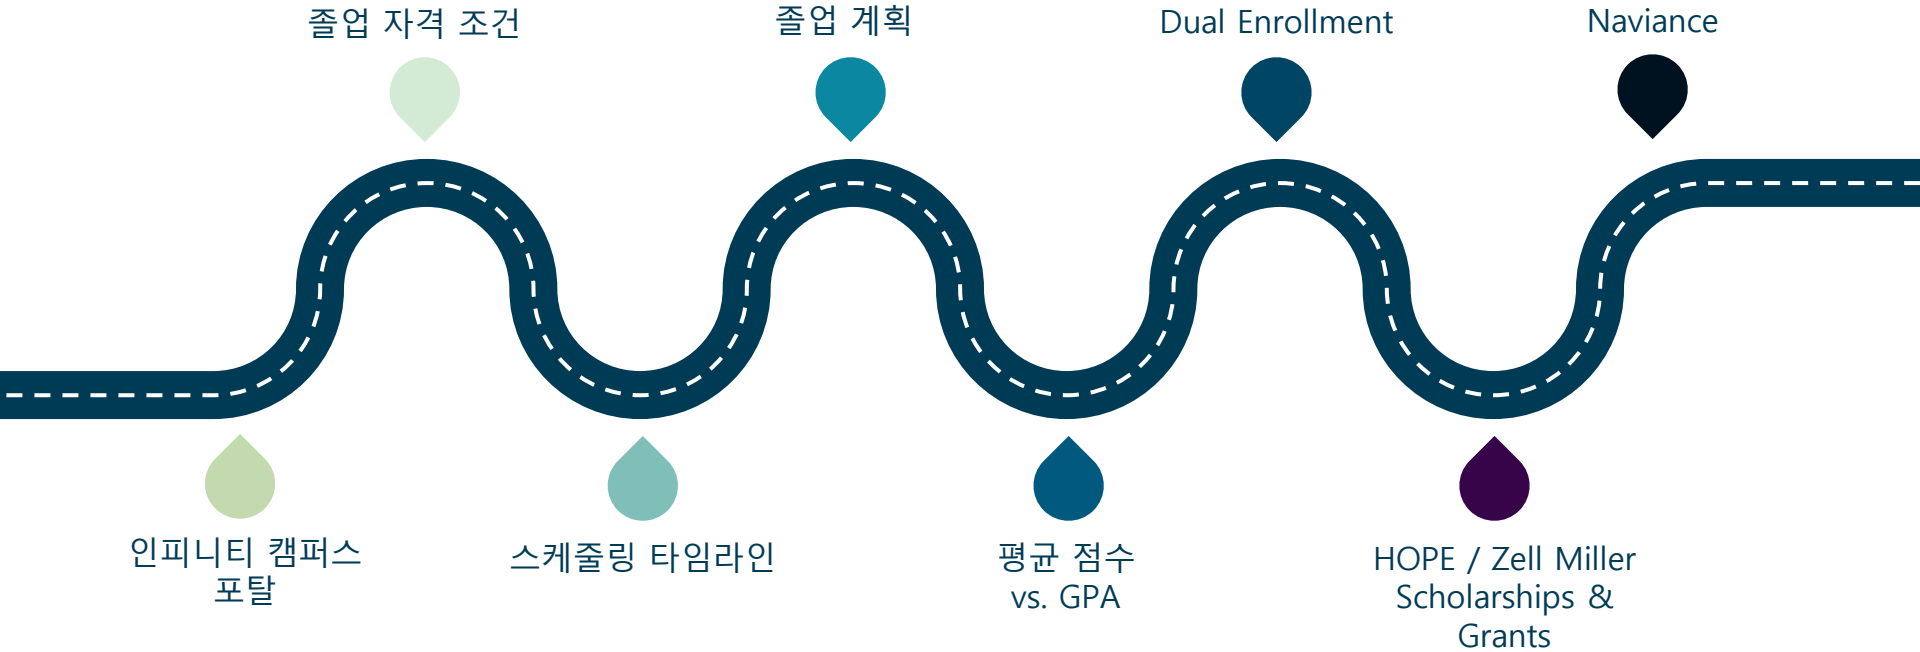 졸업 자격 조건
졸업 계획
Dual Enrollment
Naviance
인피니티 캠퍼스
포탈
스케줄링 타임라인
평균 점수
vs. GPA
HOPE / Zell Miller
Scholarships &
Grants